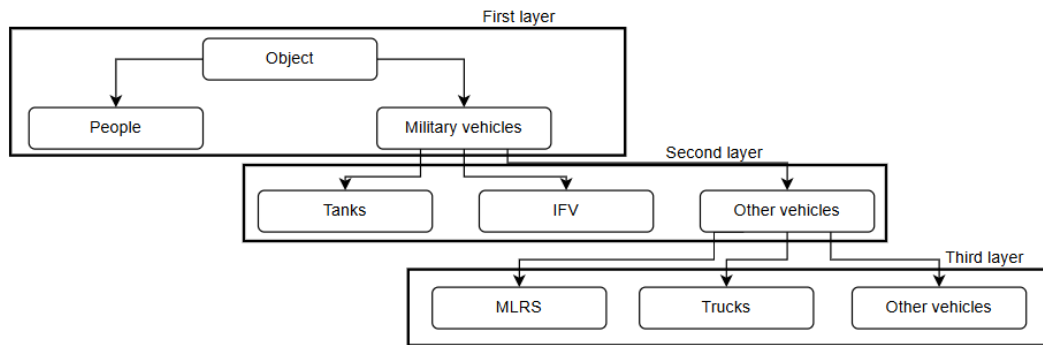 First layer
Object
People
Military vehicles
Second layer
Tanks
IFV
Other vehicles
Third layer
MLRS
Trucks
Other vehicles